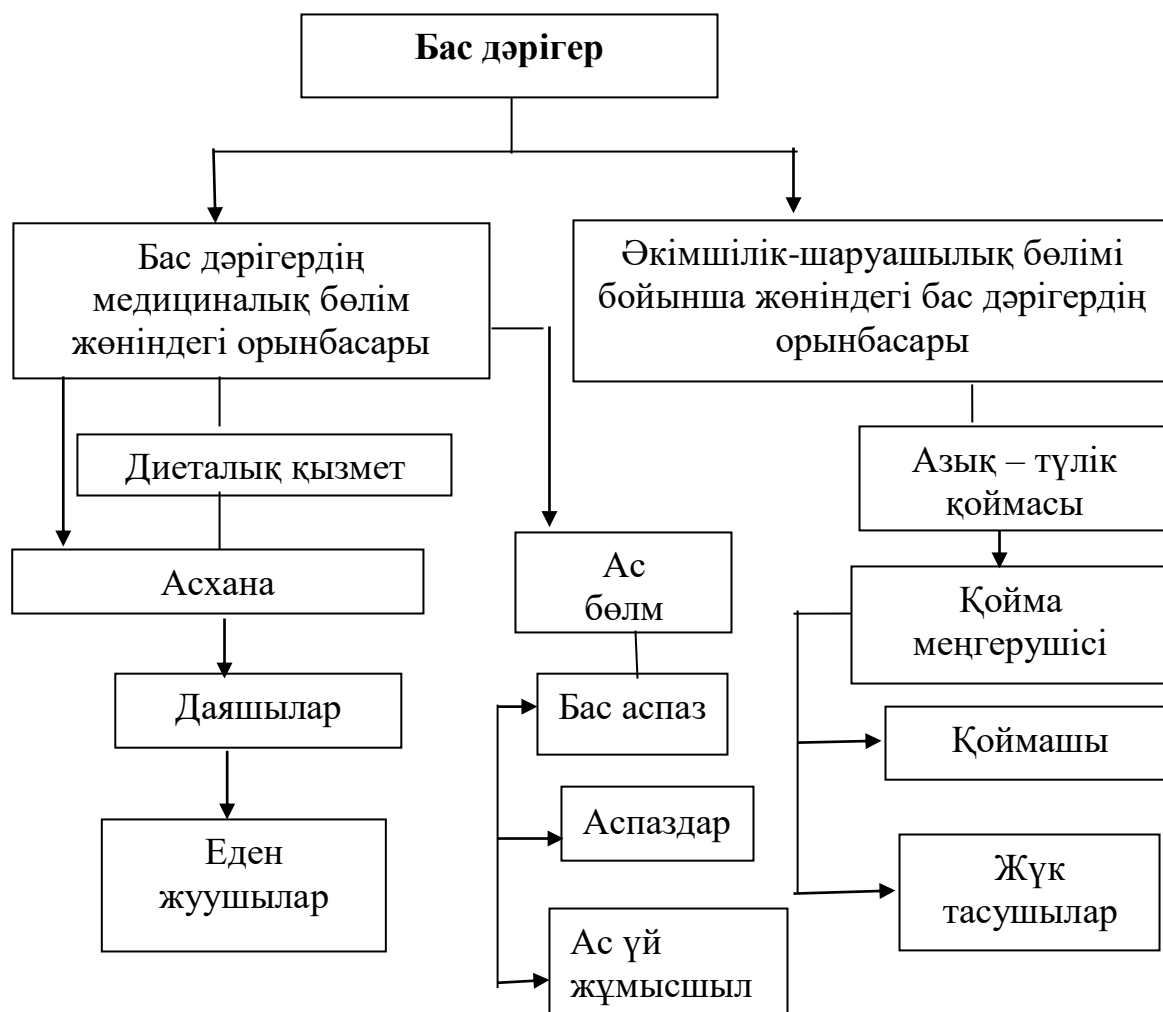 Бас дәрігер
Бас дәрігердің
медициналық бөлім
жөніндегі орынбасары
Әкімшілік-шаруашылық бөлімі
бойынша жөніндегі бас дәрігердің
орынбасары
Диеталық қызмет
Азық – түлік
қоймасы
Асхана
Ас
бөлм
Қойма
меңгерушісі
Даяшылар
Бас аспаз
Қоймашы
Аспаздар
Еден
жуушылар
Жүк
тасушылар
Ас үй
жұмысшыл